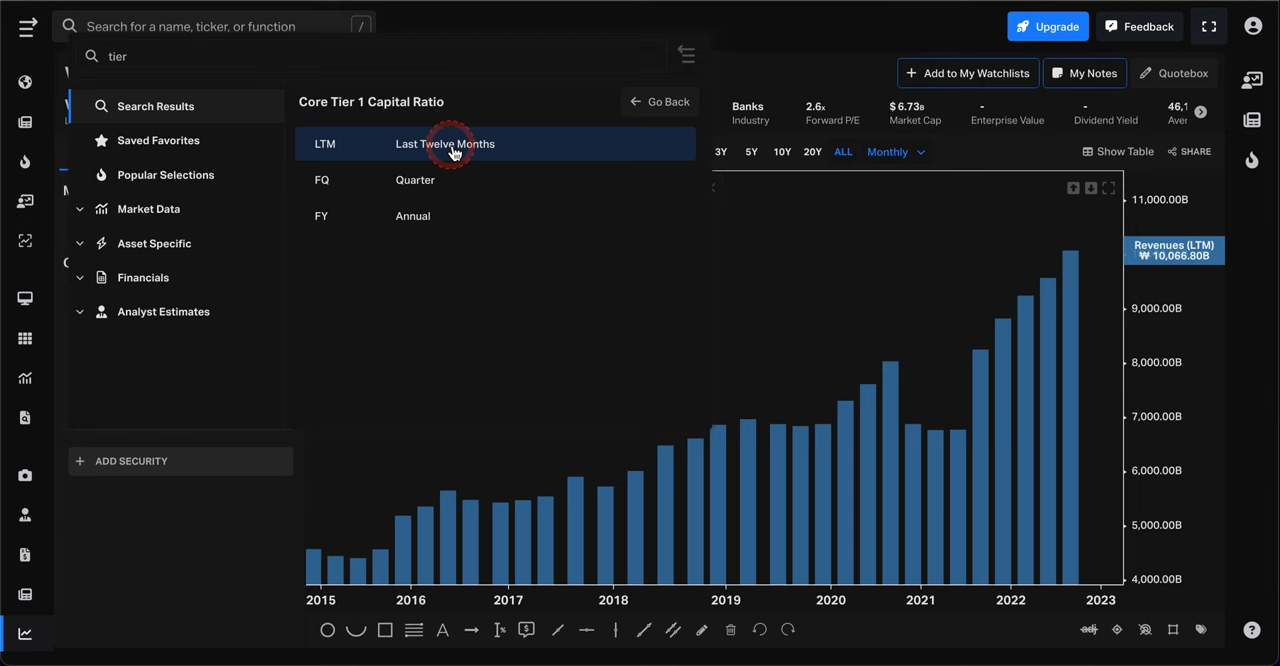 Search for a name, ticker, or function /
Upgrade
Feedback
tier
Add to My Watchlists
My Notes
Quotebox
Search Results
Core Tier 1 Capital Ratio
Go Back
Banks
Industry
2.6x
Forward P/E
$ 6.73B
Market Cap
-
Enterprise Value
-
Dividend Yield
46,1
Aver
LTM Last Twelve Months
Saved Favorites
3Y 5Y 10Y 20Y ALL Monthly
Show Table
SHARE
FQ Quarter
Popular Selections
FY Annual
Market Data
Asset Specific
Financials
Analyst Estimates
ADD SECURITY
11,000.00B
Revenues (LTM)
₩ 10,066.80B
9,000.00B
8,000.00B
7,000.00B
6,000.00B
5,000.00B
4,000.00B
2015 2016 2017 2018 2019 2020 2021 2022 2023
A
adj